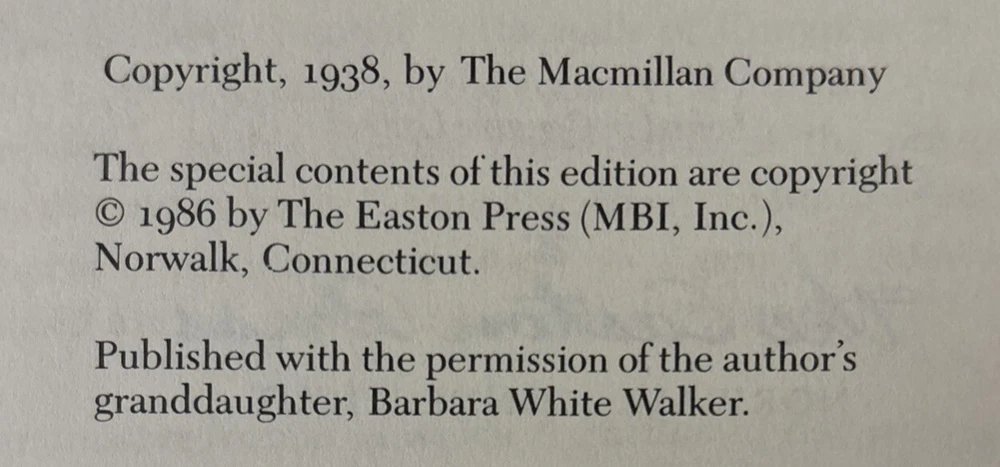 Copyright, 1938, by The Macmillan Company
The special contents of this edition are copyright
© 1986 by The Easton Press (MBI, Inc.),
Norwalk, Connecticut.
Published with the permission of the author's
granddaughter, Barbara White Walker.